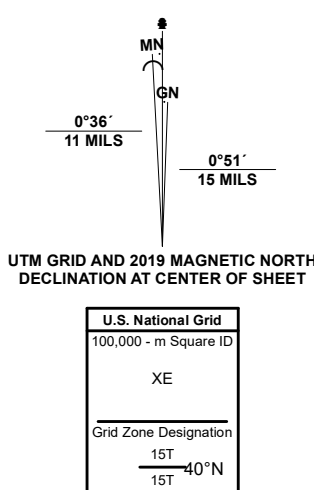 MN
GN
0°36´
11 MILS
0°51´
15 MILS
UTM GRID AND 2019 MAGNETIC NORTH
DECLINATION AT CENTER OF SHEET
U.S. National Grid
100,000 - m Square ID
XE
Grid Zone Designation
15T
40°N
15T